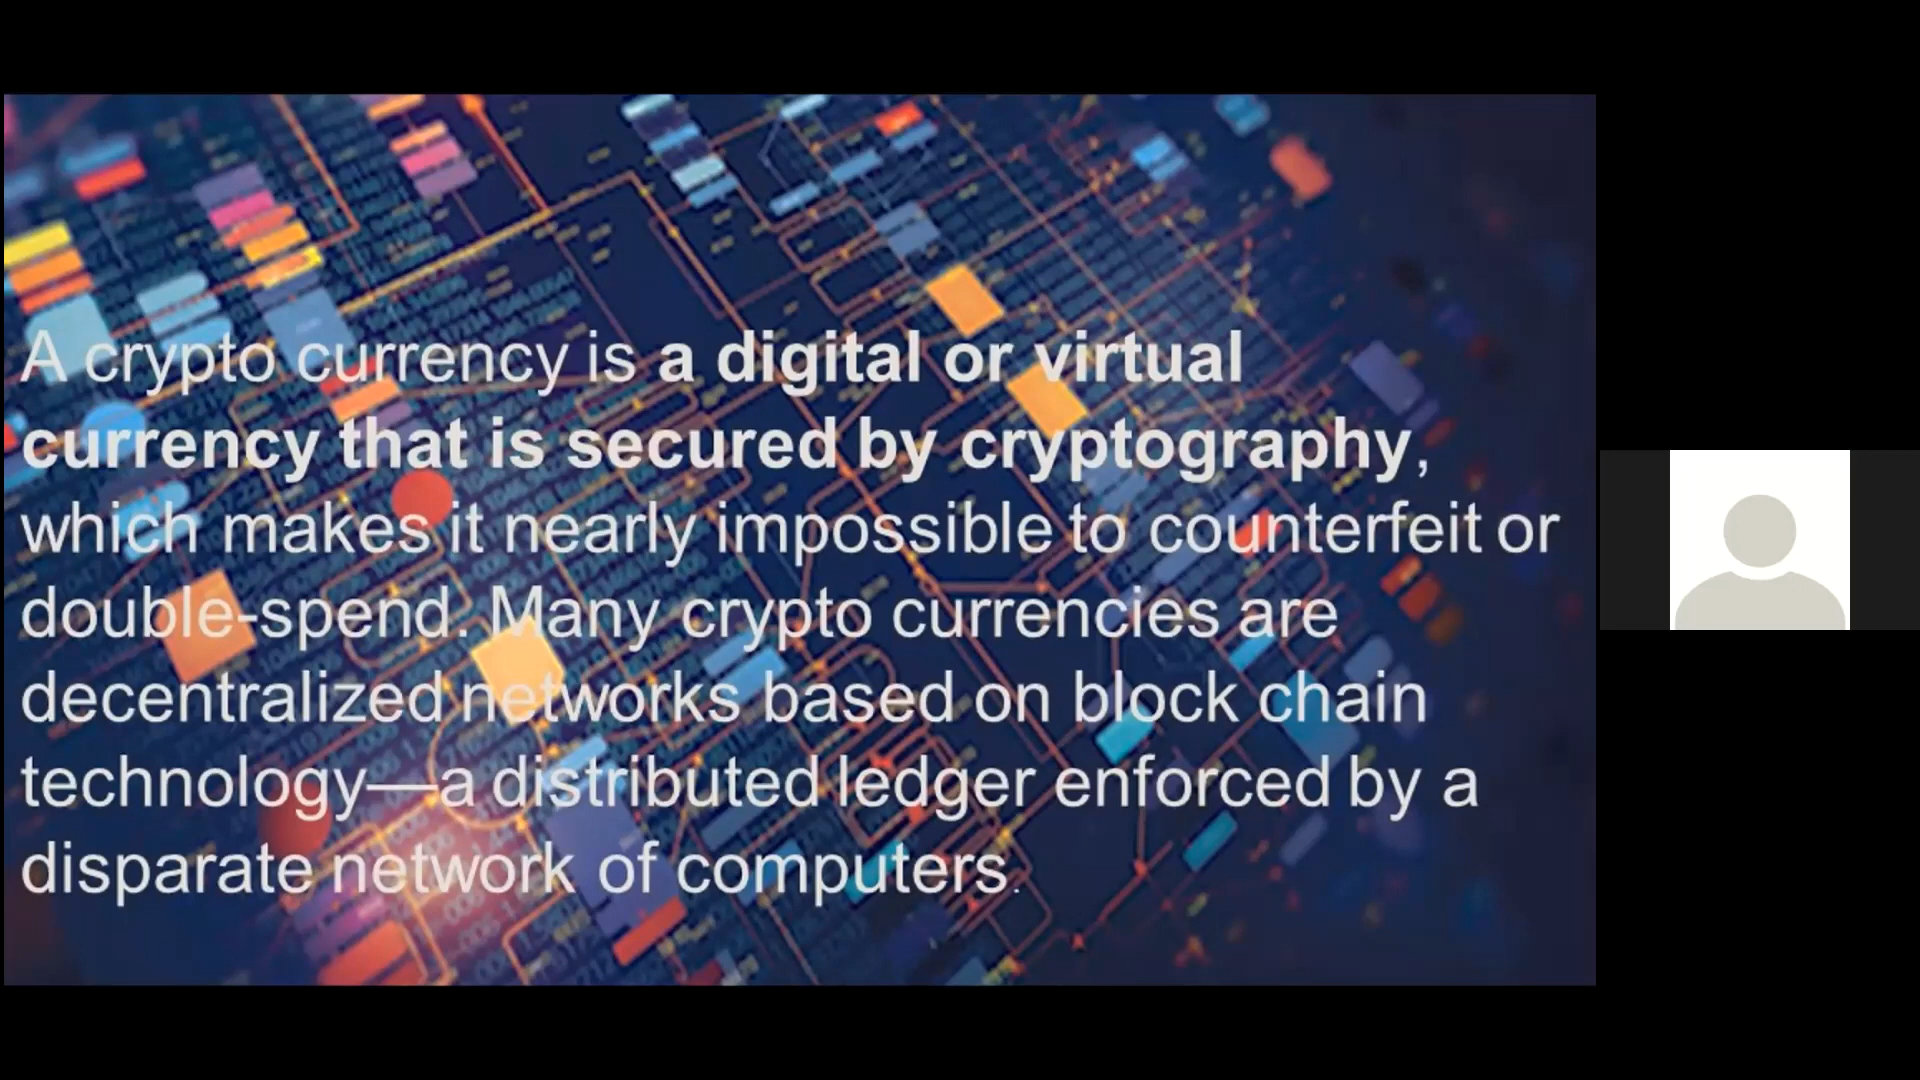 A crypto currency is a digital or virtual
currency that is secured by cryptography,
which makes it nearly impossible to counterfeit or
double-spend. Many crypto currencies are
decentralized networks based on block chain
technology—a distributed ledger enforced by a
disparate network of computers.